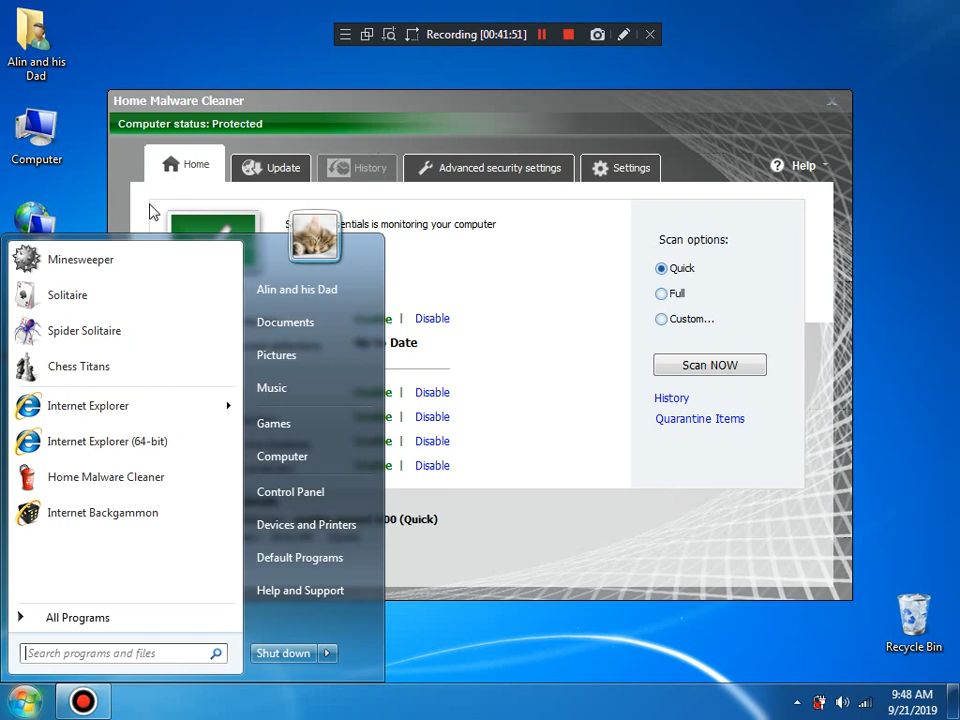 Alin and his
Dad
Computer
Recording [00:41:51]
Home Malware Cleaner
Computer status: Protected
Home
Update
History
Advanced security settings
Settings
Help
entials is monitoring your computer
Scan options:
Quick
Full
Custom...
Scan NOW
History
Quarantine Items
| Disable
Date
| Disable
| Disable
| Disable
| Disable
(Quick)
Minesweeper
Solitaire
Spider Solitaire
Chess Titans
Internet Explorer
Internet Explorer (64-bit)
Home Malware Cleaner
Internet Backgammon
All Programs
Search programs and files
Alin and his Dad
Documents
Pictures
Music
Games
Computer
Control Panel
Devices and Printers
Default Programs
Help and Support
Shut down
Recycle Bin
9:48 AM
9/21/2019